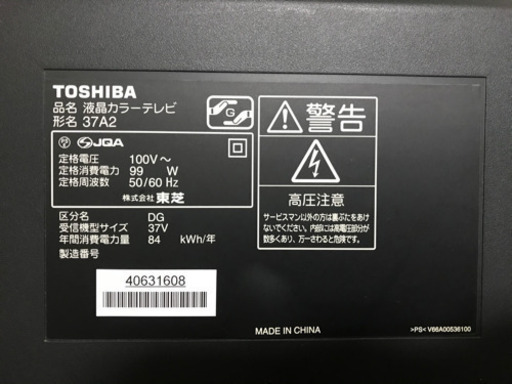 TOSHIBA
品名 液晶カラーテレビ
形名 37A2
G
JQA
定格電圧 100V～
定格消費電力 99 W
定格周波数 50/60 Hz
株式会社 東芝
区分名 DG
受信機型サイズ 37V
年間消費電力量 84 kWh/年
製造番号
40631608
警告
高圧注意
サービスマン以外の方は裏ぶたをあけ
ないでください。内部には高電圧部分が
数多くあり、万一さわると危険です。
MADE IN CHINA
>PS< V66A00536100